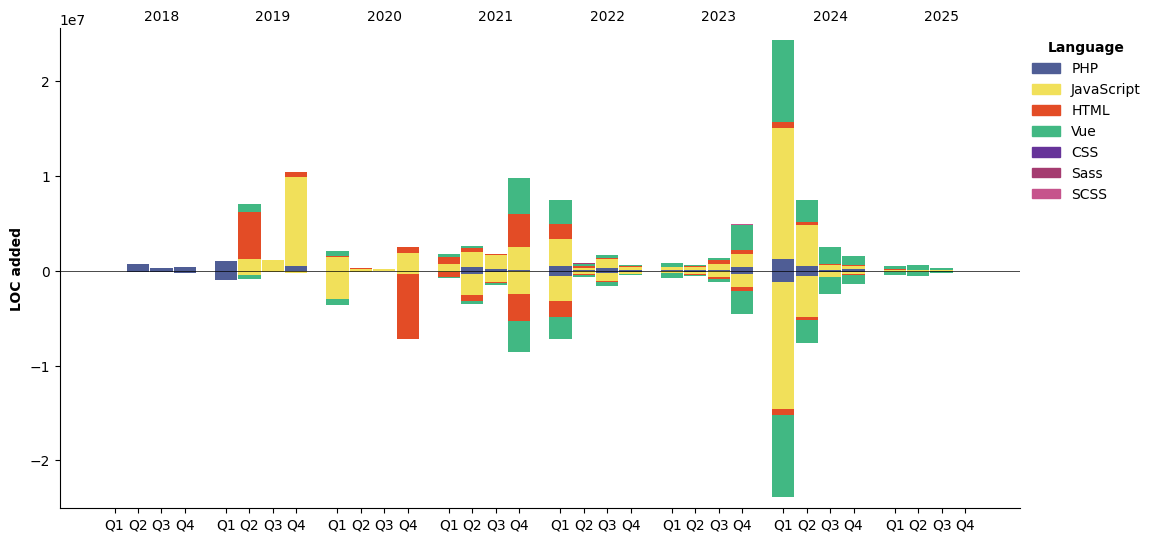 2018 2019 2020 2021 2022 2023 2024 2025
1e7
Language
PHP
JavaScript
HTML
Vue
CSS
Sass
SCSS
2
1
0
−1
−2
LOC added
Q1 Q2 Q3 Q4 Q1 Q2 Q3 Q4 Q1 Q2 Q3 Q4 Q1 Q2 Q3 Q4 Q1 Q2 Q3 Q4 Q1 Q2 Q3 Q4 Q1 Q2 Q3 Q4 Q1 Q2 Q3 Q4